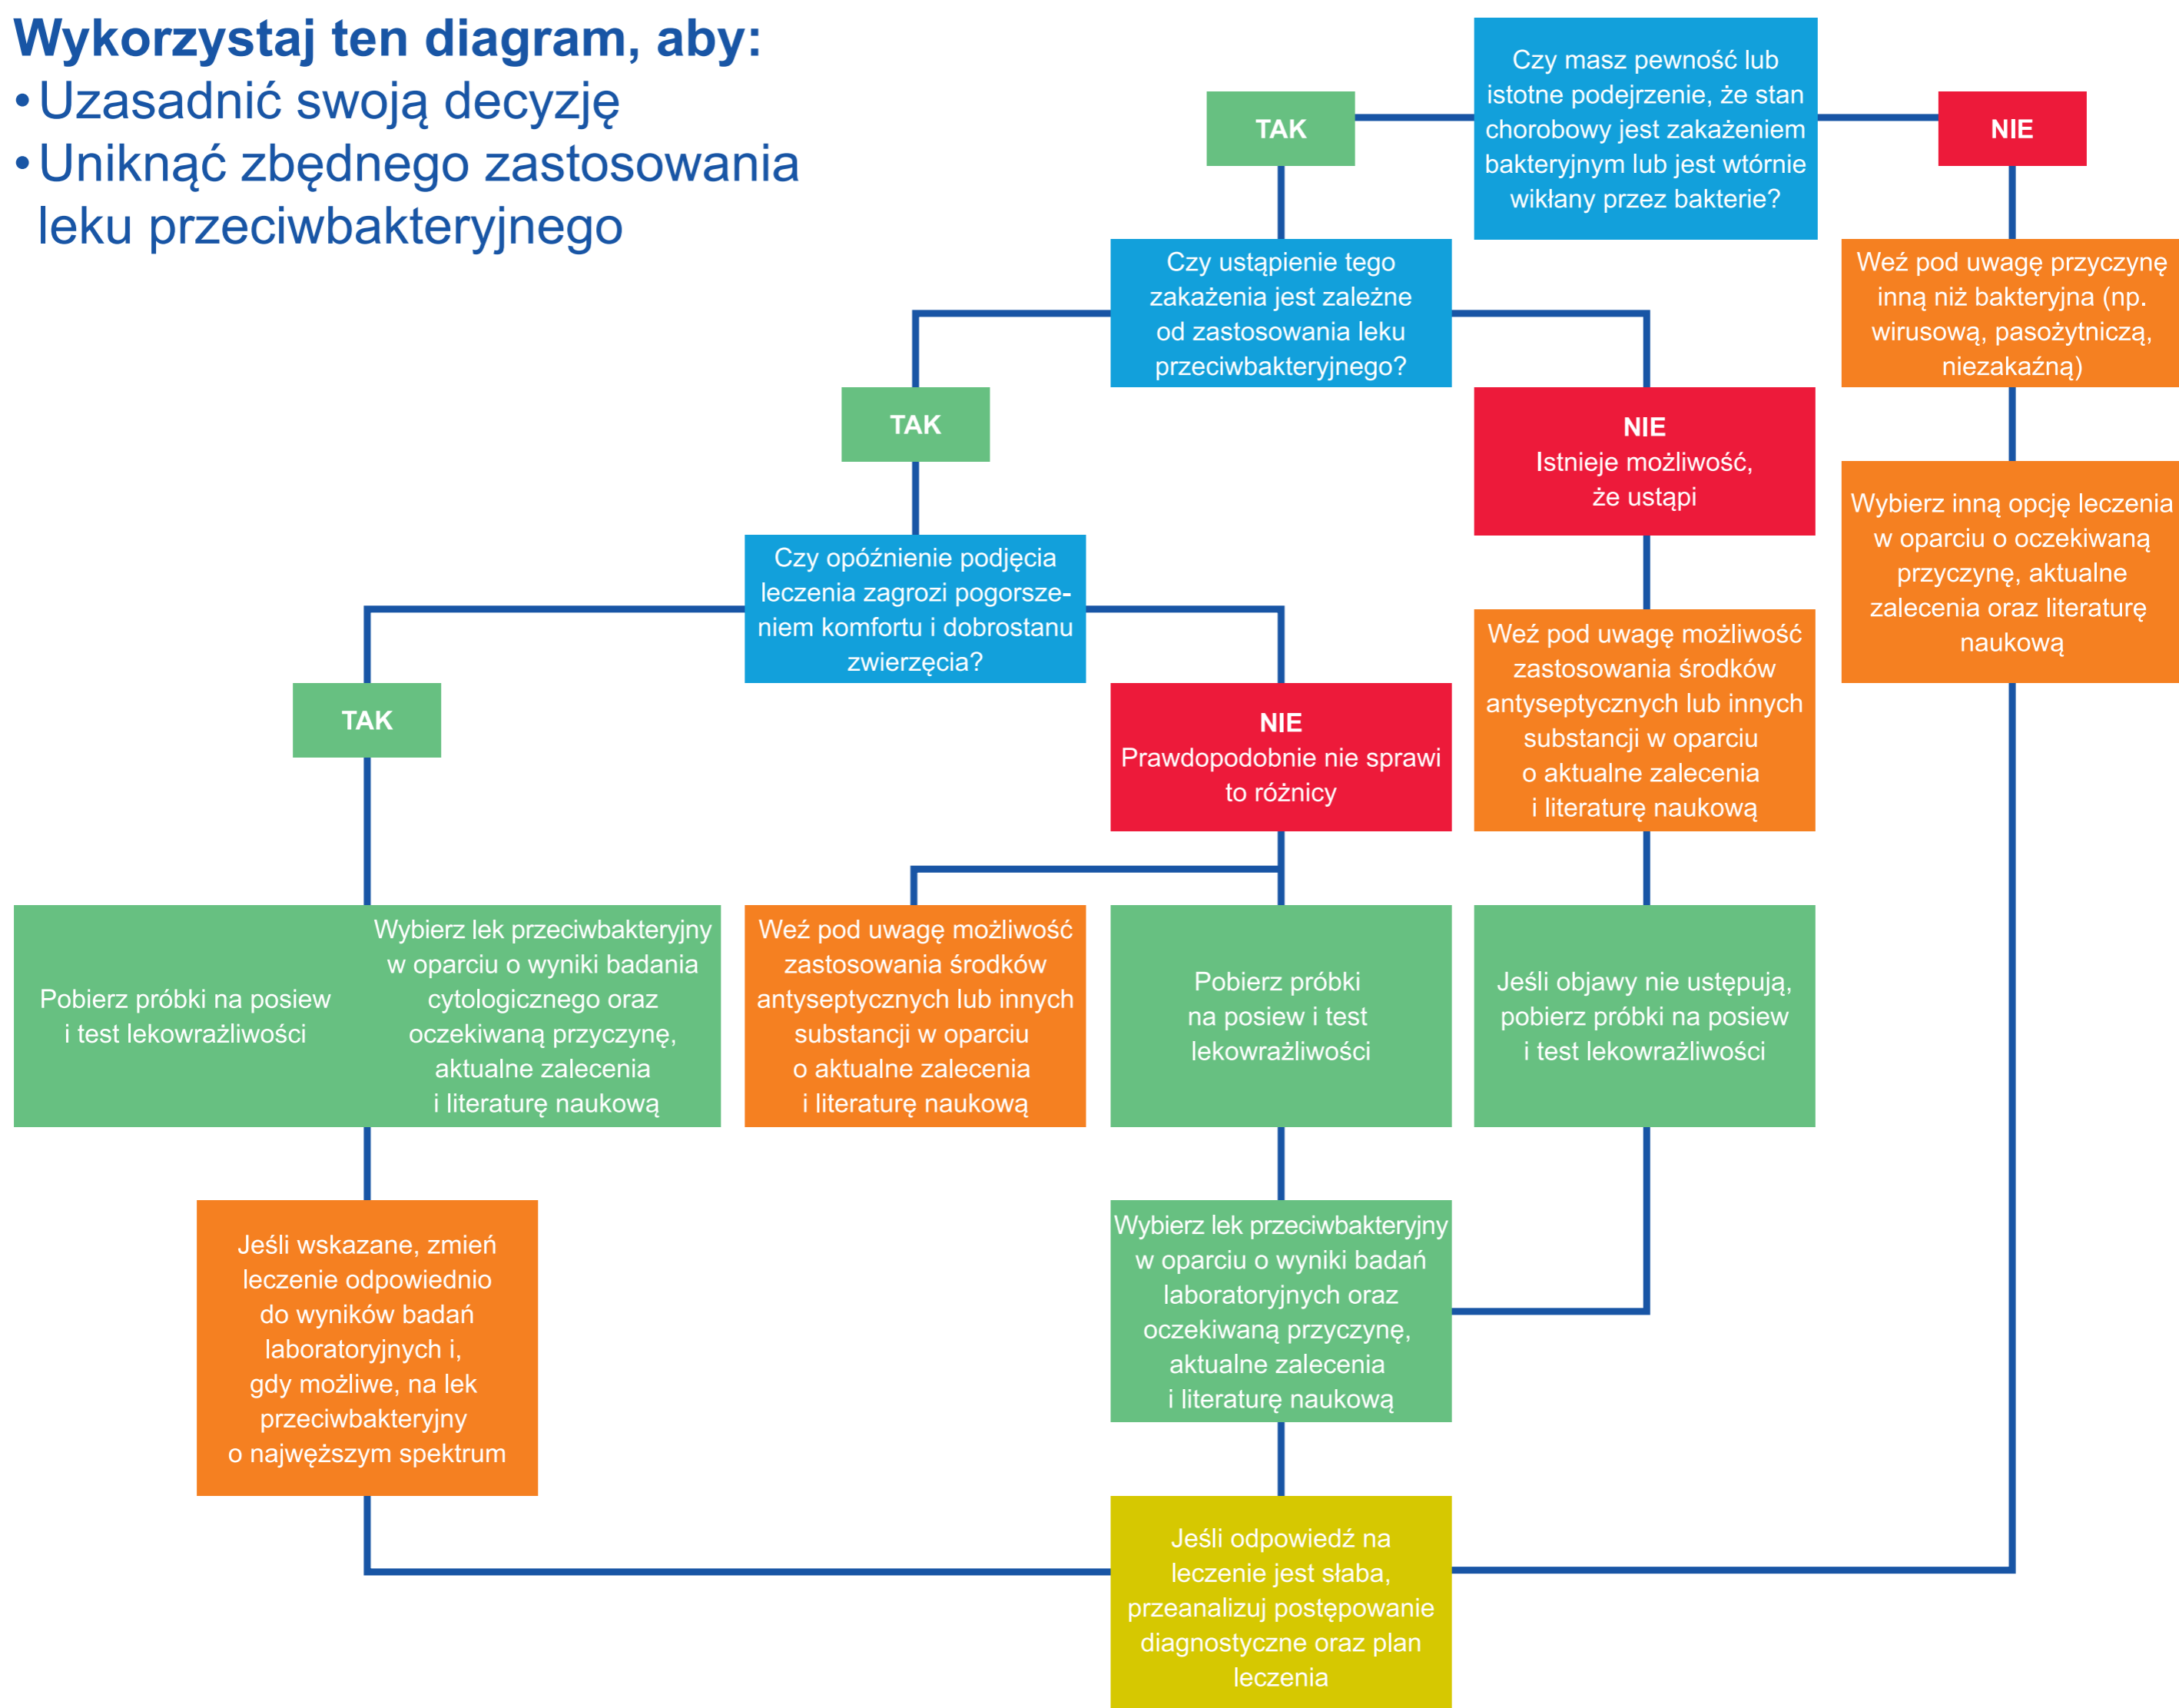 Wykorzystaj ten diagram, aby:
• Uzasadnić swoją decyzję
• Uniknąć zbędnego zastosowania
leku przeciwbakteryjnego
Czy masz pewność lub
istotne podejrzenie, że stan
chorobowy jest zakażeniem
bakteryjnym lub jest wtórnie
wikłany przez bakterie?
TAK
NIE
Czy ustąpienie tego
zakażenia jest zależne
od zastosowania leku
przeciwbakteryjnego?
Weź pod uwagę przyczynę
inną niż bakteryjna (np.
wirusową, pasożytniczą,
niezakaźną)
TAK
NIE
Istnieje możliwość,
że ustąpi
Wybierz inną opcję leczenia
w oparciu o oczekiwaną
przyczynę, aktualne
zalecenia oraz literaturę
naukową
Czy opóźnienie podjęcia
leczenia zagrozi pogorsze-
niem komfortu i dobrostanu
zwierzęcia?
Weź pod uwagę możliwość
zastosowania środków
antyseptycznych lub innych
substancji w oparciu
o aktualne zalecenia
i literaturę naukową
TAK
NIE
Prawdopodobnie nie sprawi
to różnicy
Pobierz próbki na posiew
i test lekowrażliwości
Wybierz lek przeciwbakteryjny
w oparciu o wyniki badania
cytologicznego oraz
oczekiwaną przyczynę,
aktualne zalecenia
i literaturę naukową
Weź pod uwagę możliwość
zastosowania środków
antyseptycznych lub innych
substancji w oparciu
o aktualne zalecenia
i literaturę naukową
Pobierz próbki
na posiew i test
lekowrażliwości
Jeśli objawy nie ustępują,
pobierz próbki na posiew
i test lekowrażliwości
Jeśli wskazane, zmień
leczenie odpowiednio
do wyników badań
laboratoryjnych i,
gdy możliwe, na lek
przeciwbakteryjny
o najwęższym spektrum
Wybierz lek przeciwbakteryjny
w oparciu o wyniki badań
laboratoryjnych oraz
oczekiwaną przyczynę,
aktualne zalecenia
i literaturę naukową
Jeśli odpowiedź na
leczenie jest słaba,
przeanalizuj postępowanie
diagnostyczne oraz plan
leczenia